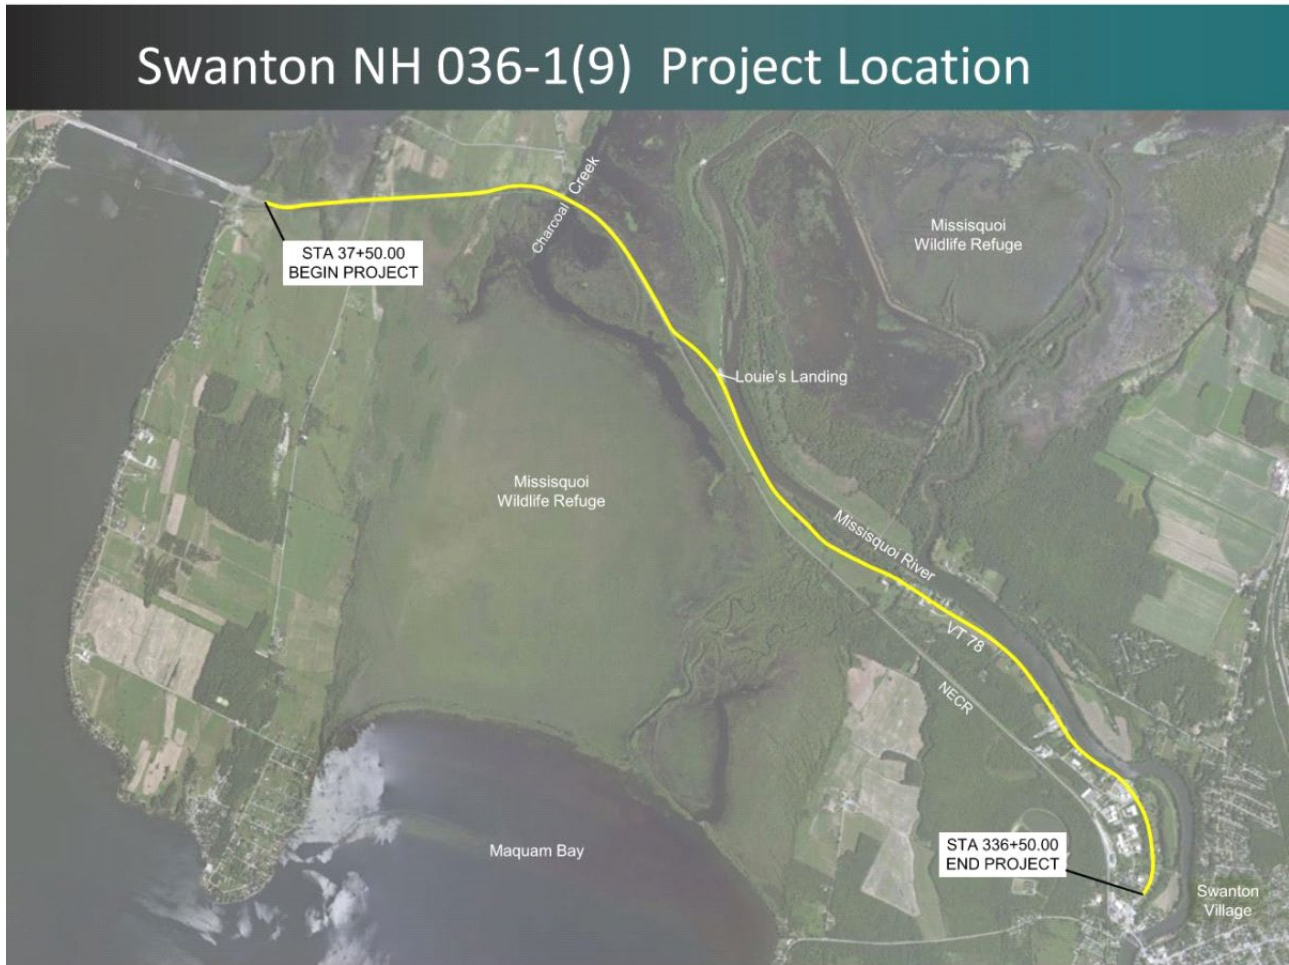 Swanton NH 036-1(9) Project Location
Charcoal Creek
Missisquoi
Wildlife Refuge
STA 37+50.00
BEGIN PROJECT
Louie's Landing
Missisquoi
Wildlife Refuge
Missisquoi River
VT 78
NECR
Maquam Bay
STA 336+50.00
END PROJECT
Swanton
Village